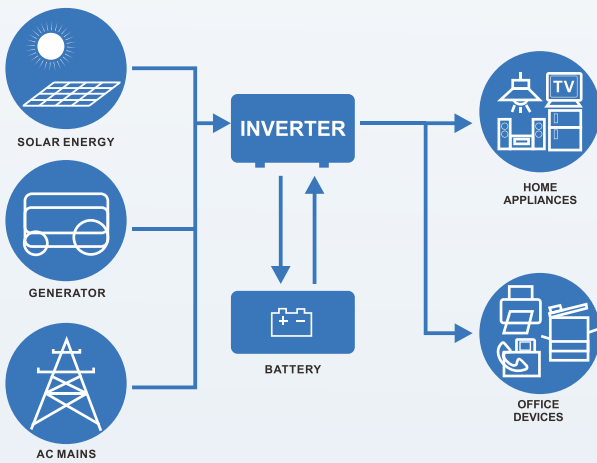 SOLAR ENERGY
GENERATOR
AC MAINS
INVERTER
BATTERY
TV
HOME
APPLIANCES
OFFICE
DEVICES